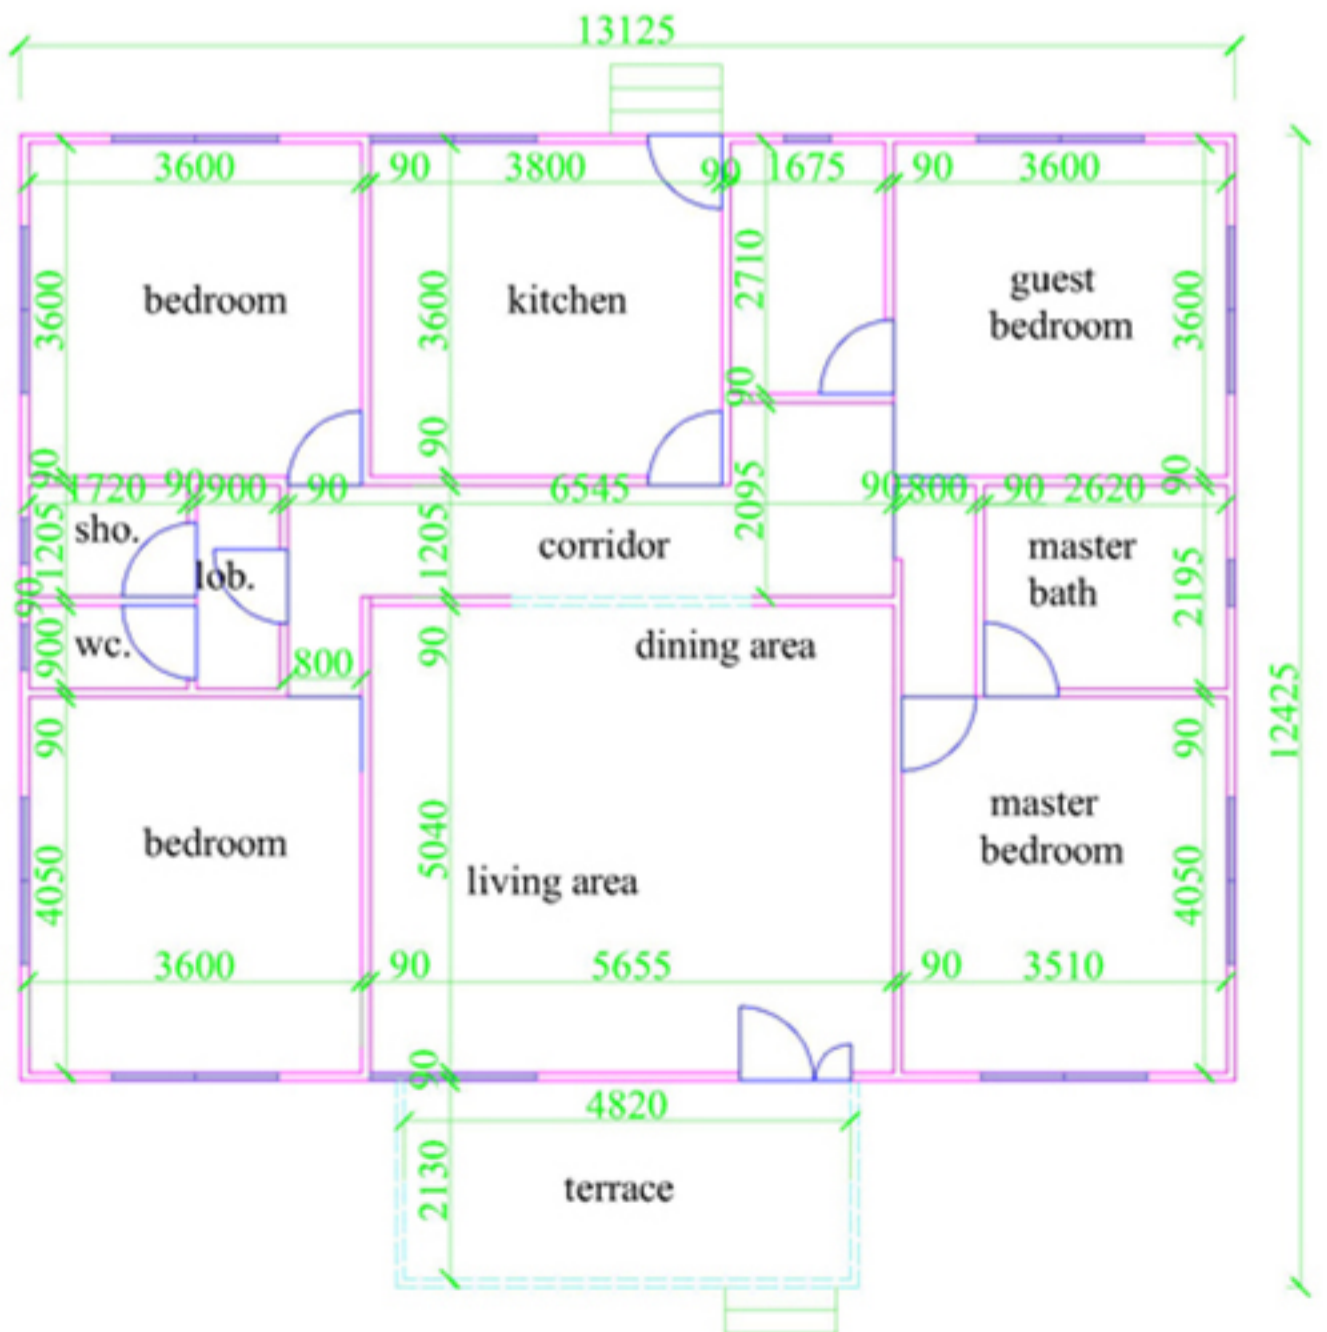 13125
3600 90 3800 90 1675 90 3600
2710
guest
bedroom
bedroom
kitchen
3600
3600
3600
90
90
90
90
1720 90 900 90 6545 90 800 90 2620
sho.
1205
1205
corridor
2095
master
bath
2195
lob.
90
wc.
900
90
dining area
800
12425
90
90
master
bedroom
bedroom
5040
living area
4050
4050
3600 90 5655 90 3510
90
4820
2130
terrace